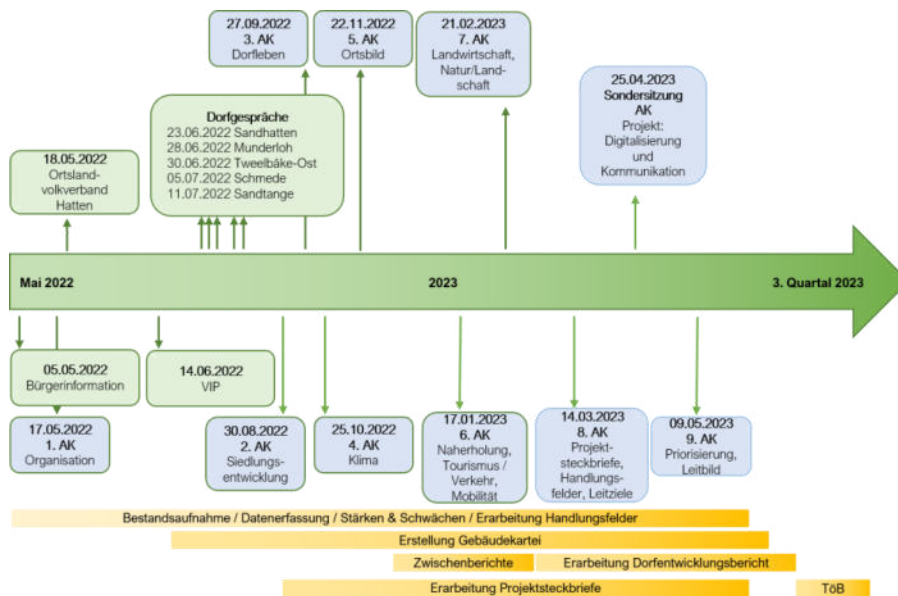 27.09.2022
3. AK
Dorfleben
22.11.2022
5. AK
Ortsbild
21.02.2023
7. AK
Landwirtschaft,
Natur/Land-
schaft
25.04.2023
Sondersitzung
AK
Projekt:
Digitalisierung
und
Kommunikation
Dorfgespräche
23.06.2022 Sandhatten
28.06.2022 Munderloh
30.06.2022 Tweelbäke-Ost
05.07.2022 Schmede
11.07.2022 Sandtange
18.05.2022
Ortsland-
volkverband
Hatten
Mai 2022
2023
3. Quartal 2023
05.05.2022
Bürgerinformation
14.06.2022
VIP
17.05.2022
1. AK
Organisation
30.08.2022
2. AK
Siedlungs-
entwicklung
25.10.2022
4. AK
Klima
17.01.2023
6. AK
Naherholung,
Tourismus /
Verkehr,
Mobilität
14.03.2023
8. AK
Projekt-
steckbriefe,
Handlungs-
felder, Leitziele
09.05.2023
9. AK
Priorisierung,
Leitbild
Bestandsaufnahme / Datenerfassung / Stärken & Schwächen / Erarbeitung Handlungsfelder
Erstellung Gebäudekartei
Zwischenberichte
Erarbeitung Dorfentwicklungsbericht
Erarbeitung Projektsteckbriefe
TöB